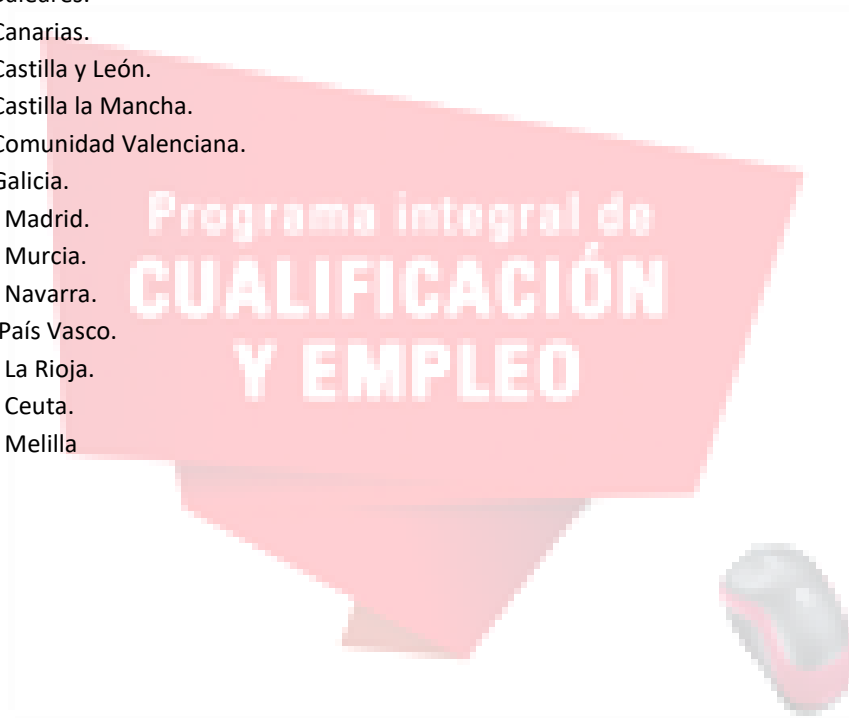 Canarias.
Castilla y León.
Castilla la Mancha.
Comunidad Valenciana.
Galicia.
Madrid.
Murcia.
Navarra.
País Vasco.
La Rioja.
Ceuta.
Melilla
Programa integral de
CUALIFICACIÓN
Y EMPLEO